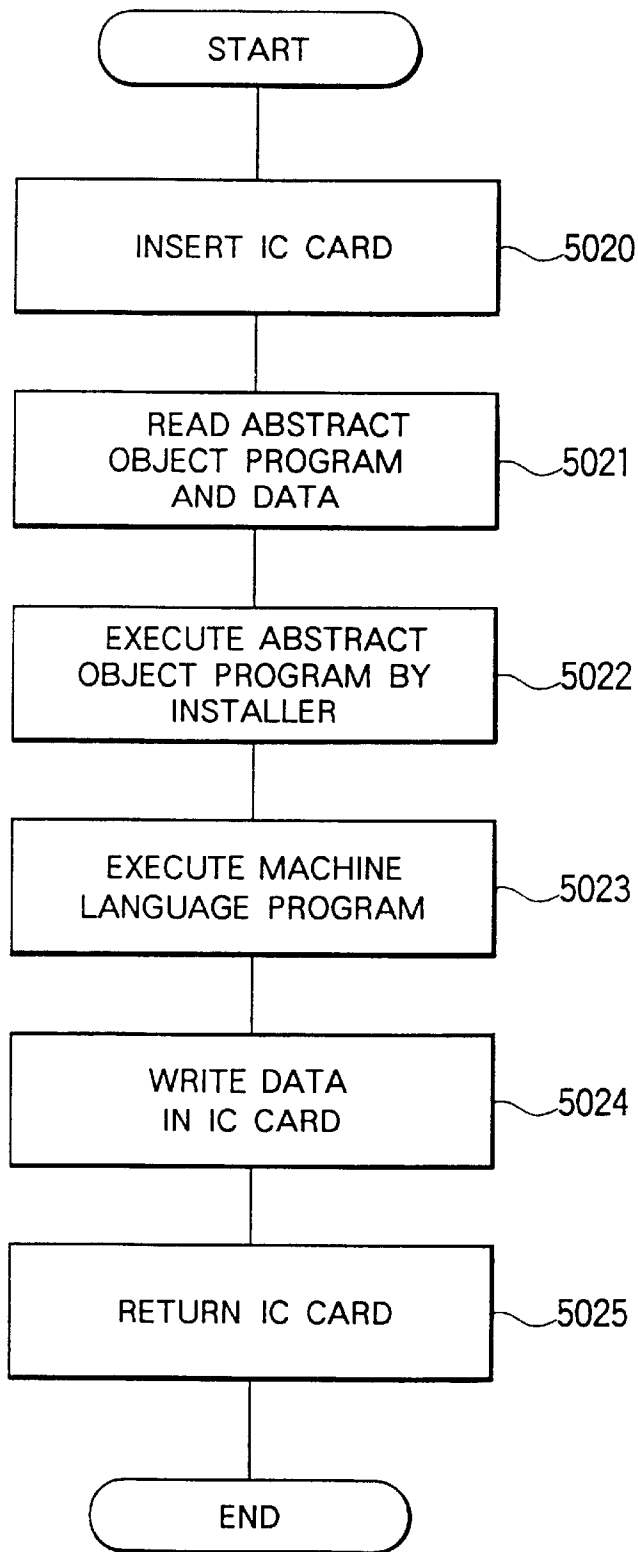 START
INSERT IC CARD
5020
READ ABSTRACT
OBJECT PROGRAM
AND DATA
5021
EXECUTE ABSTRACT
OBJECT PROGRAM BY
INSTALLER
5022
EXECUTE MACHINE
LANGUAGE PROGRAM
5023
WRITE DATA
IN IC CARD
5024
RETURN IC CARD
5025
END